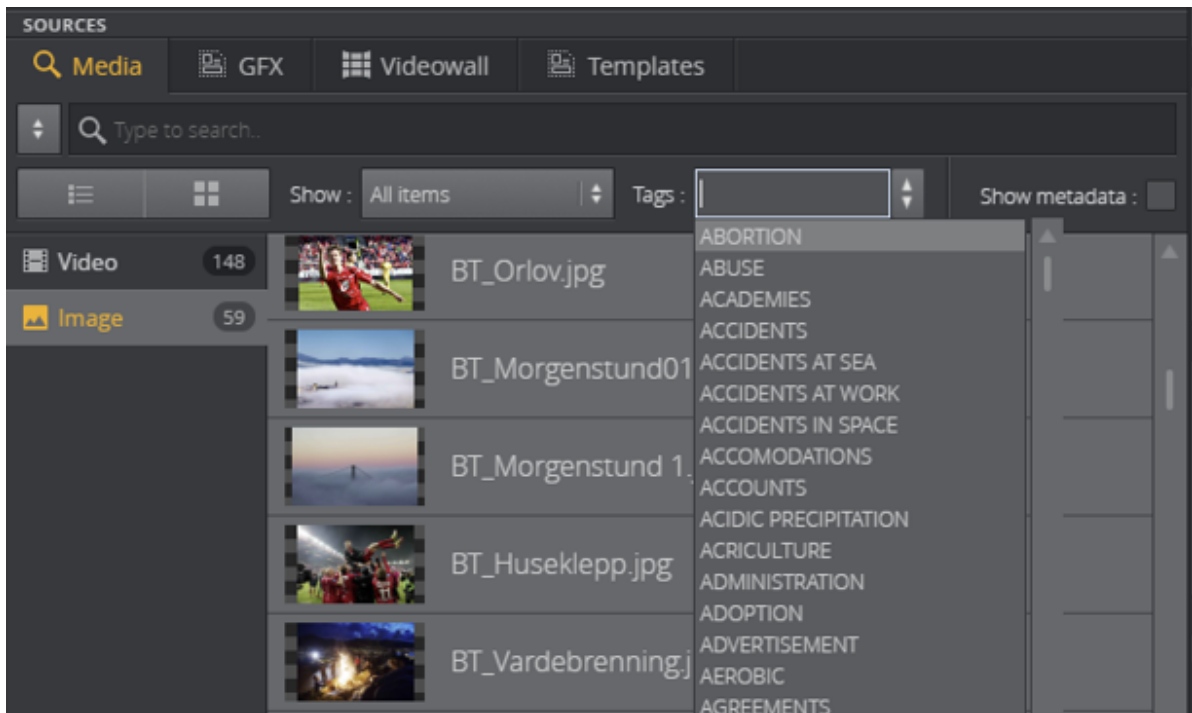 SOURCES
Media GFX Videowall Templates
Type to search..
Show : All items Tags : Show metadata :
Video 148
Image 59
BT_Orlov.jpg
BT_Morgenstund01
BT_Morgenstund 1.
BT_Huseklepp.jpg
BT_Vardebrenning.j
ABORTION
ABUSE
ACADEMIES
ACCIDENTS
ACCIDENTS AT SEA
ACCIDENTS AT WORK
ACCIDENTS IN SPACE
ACCOMODATIONS
ACCOUNTS
ACIDIC PRECIPITATION
ACRICULTURE
ADMINISTRATION
ADOPTION
ADVERTISEMENT
AEROBIC
AGREEMENTS